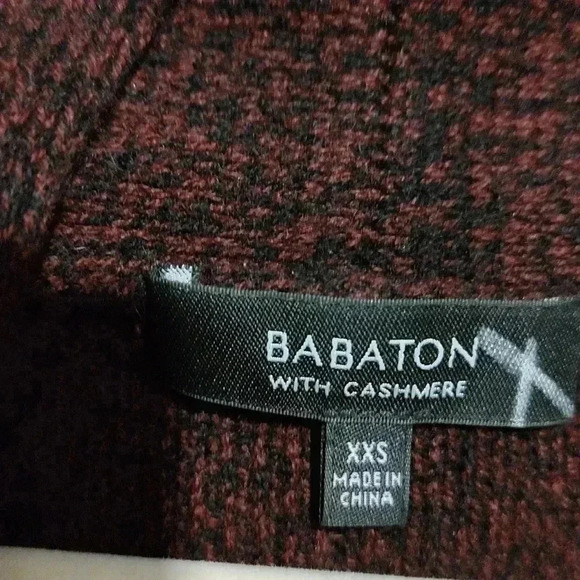 BABATON
WITH CASHMERE
XXS
MADE IN
CHINA